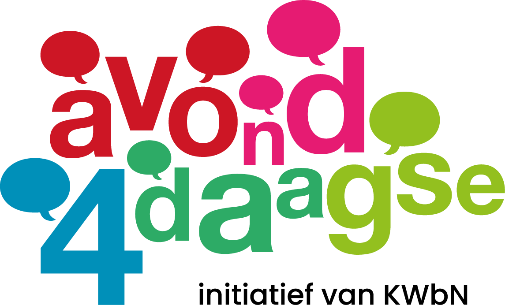 avond
4daagse
initiatief van KWbN